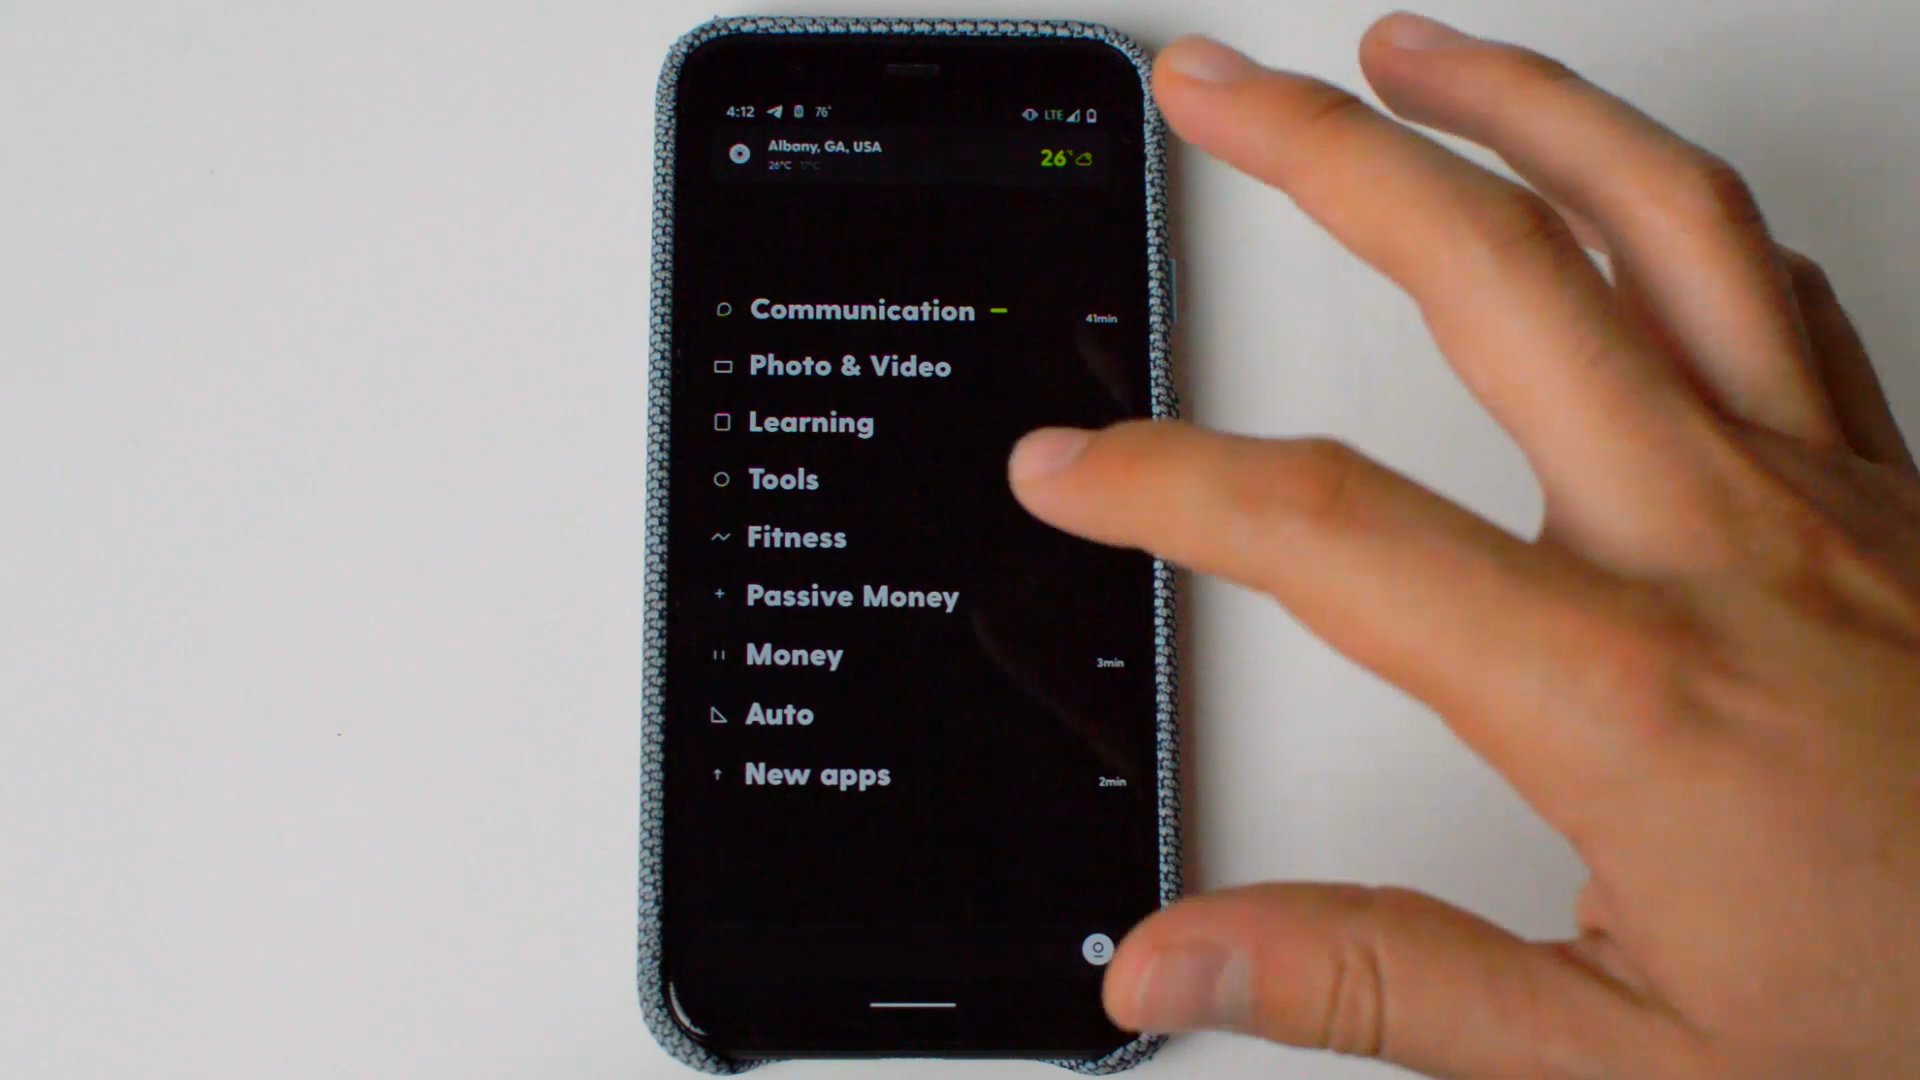 4:12 76°
LTE
Albany, GA, USA
26°C 17°C
26°c
Communication
41min
Photo & Video
Learning
Tools
Fitness
Passive Money
Money
3min
Auto
New apps
2min